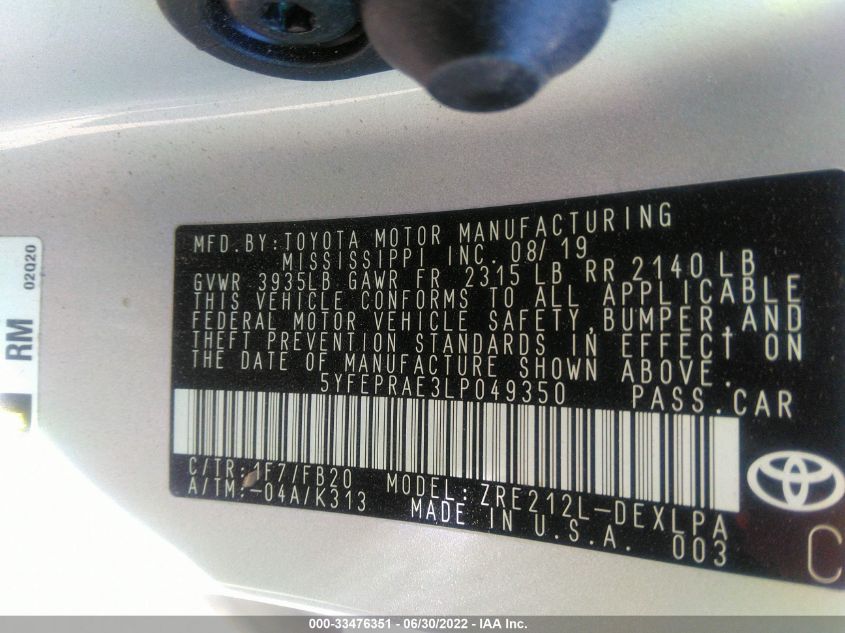 MFD.BY:TOYOTA MOTOR MANUFACTURING
MISSISSIPPI INC. 08/19
GVWR 3935LB GAWR FR 2315 LB RR 2140 LB
THIS VEHICLE CONFORMS TO ALL APPLICABLE
FEDERAL MOTOR VEHICLE SAFETY,BUMPER,AND
THEFT PREVENTION STANDARDS IN EFFECT ON
THE DATE OF MANUFACTURE SHOWN ABOVE.
5YFEPRAE3LP049350 PASS.CAR
C/TR:1F7/FB20 MODEL:ZRE212L-DEXLPA
A/TM:-04A/K313 MADE IN U.S.A. 003
C
RM
02Q20
000-33476351 - 06/30/2022 - IAA Inc.